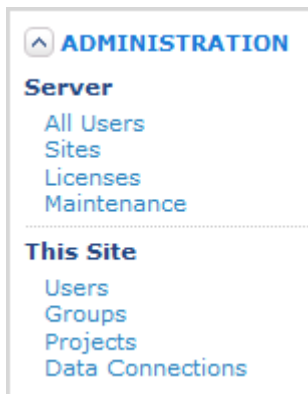 ADMINISTRATION
Server
All Users
Sites
Licenses
Maintenance
This Site
Users
Groups
Projects
Data Connections